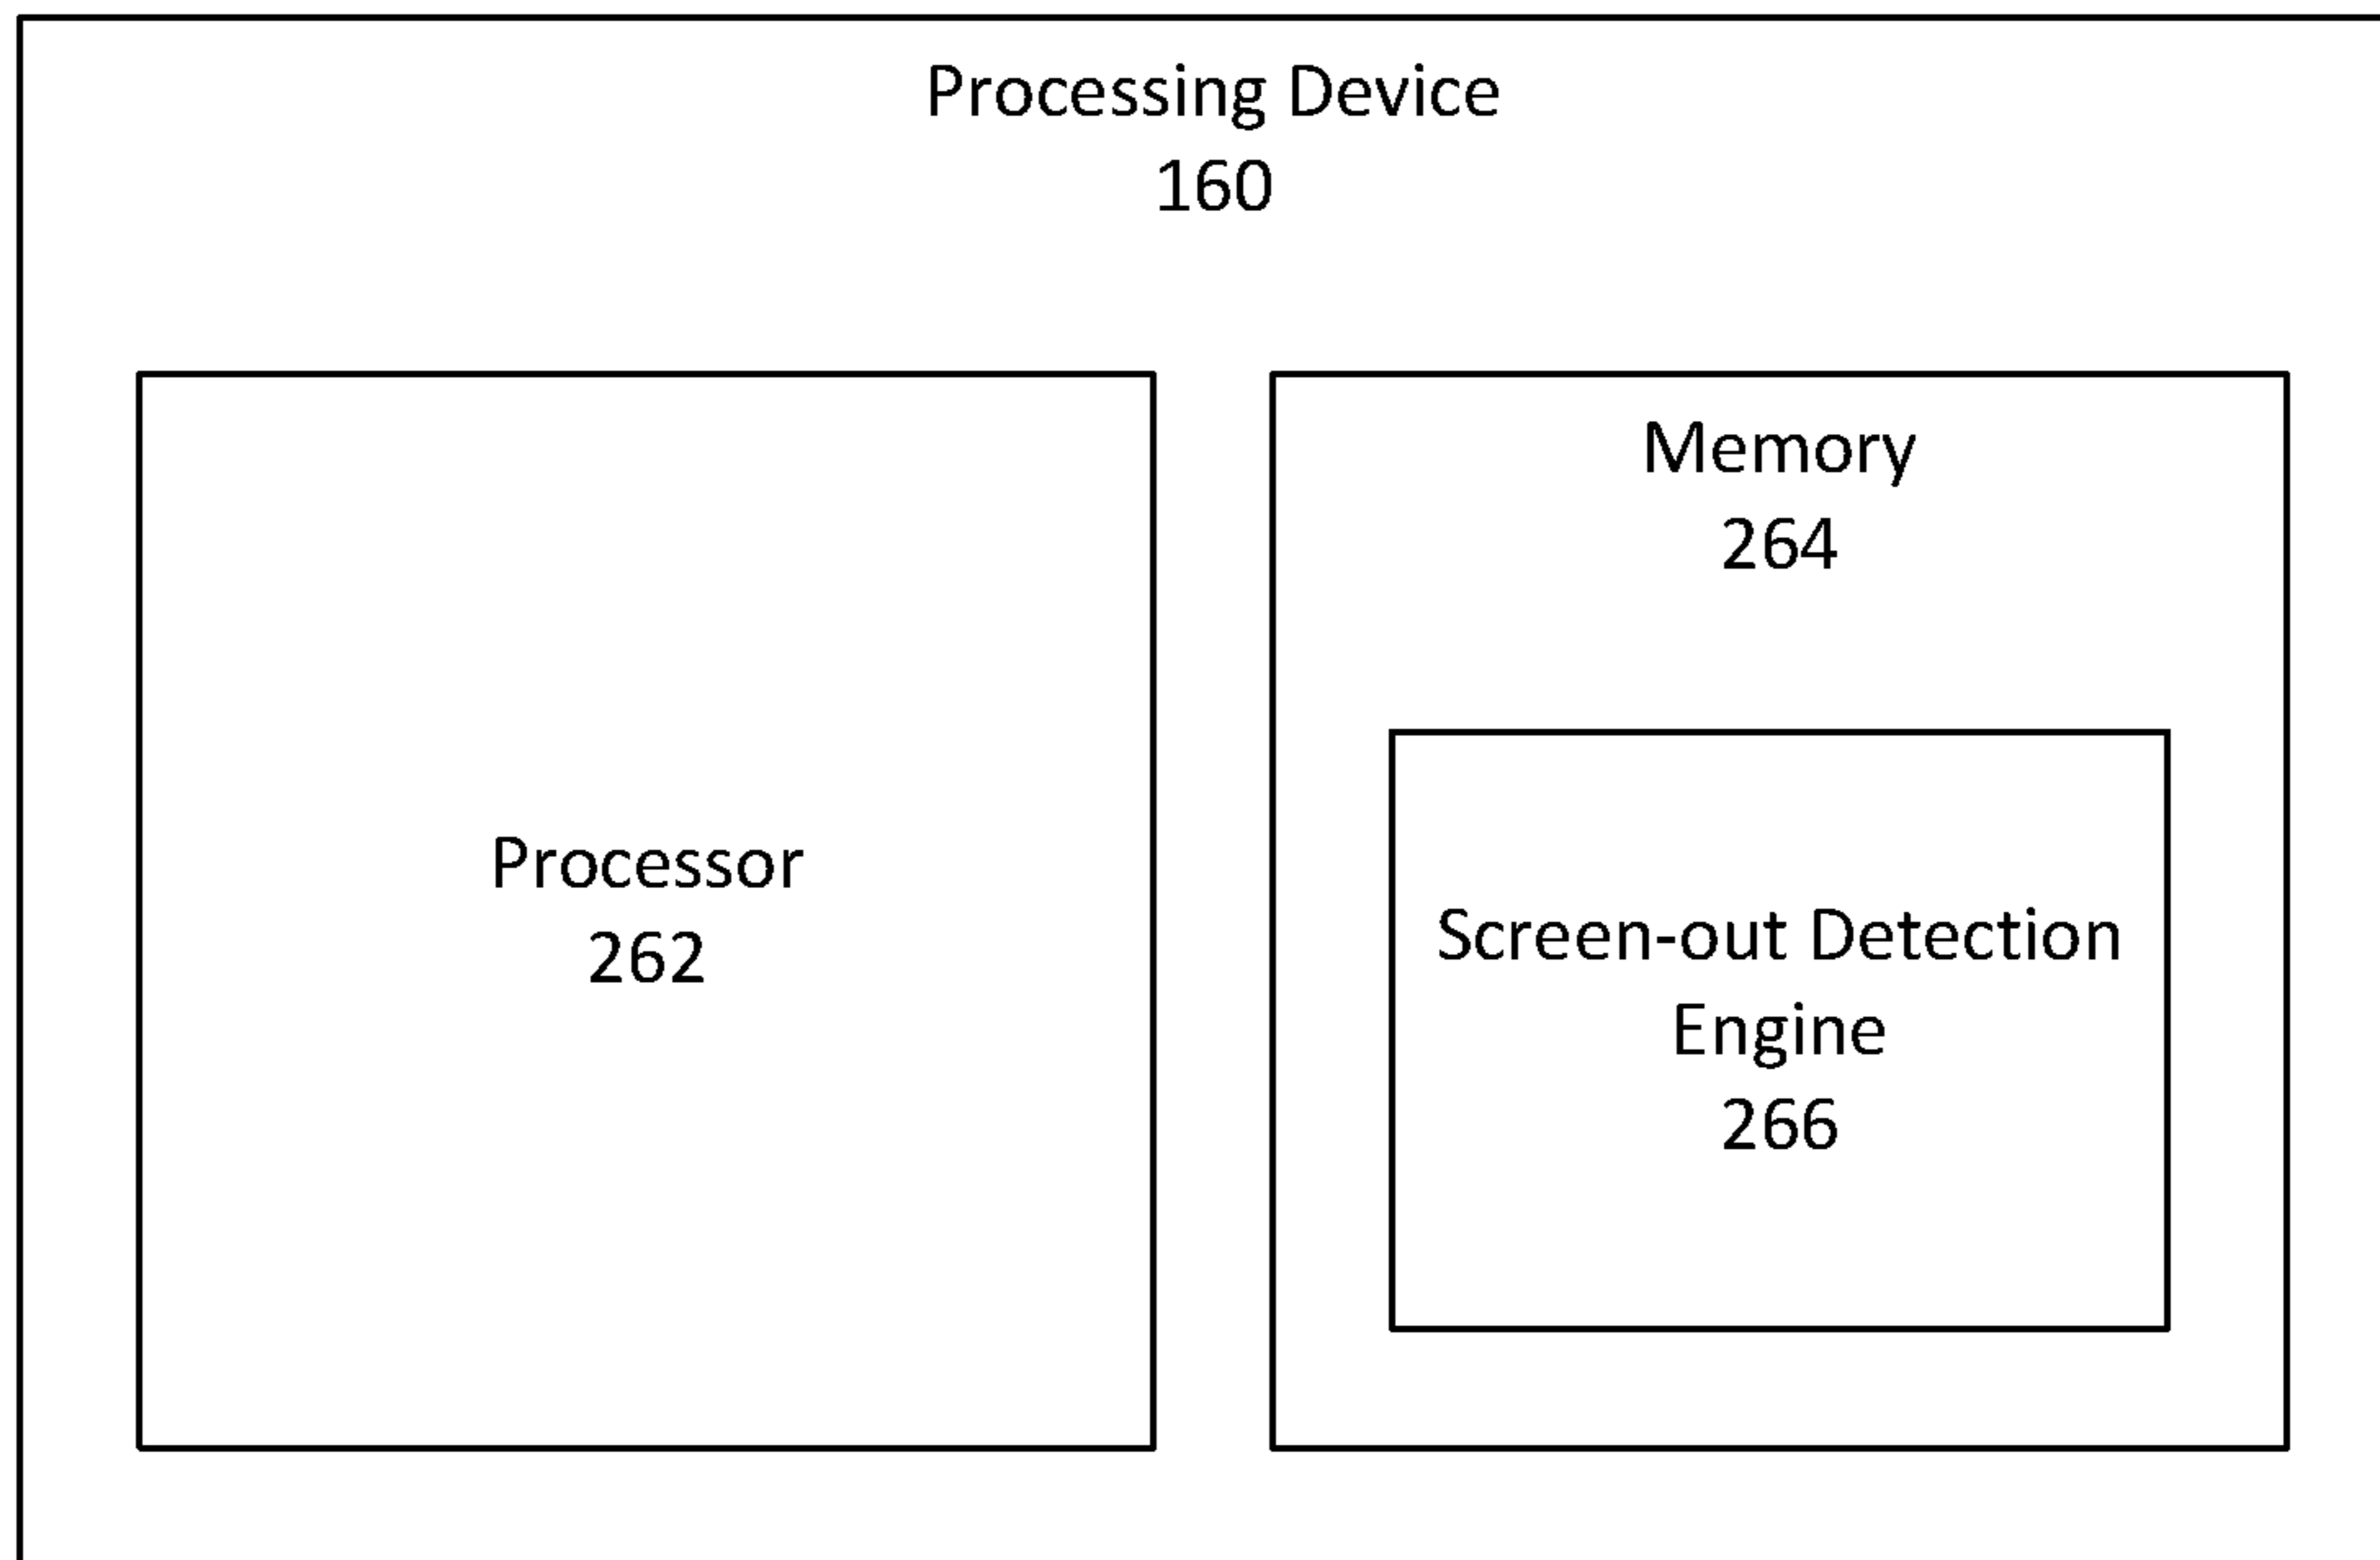 Processing Device
160
Processor
262
Memory
264
Screen-out Detection
Engine
266